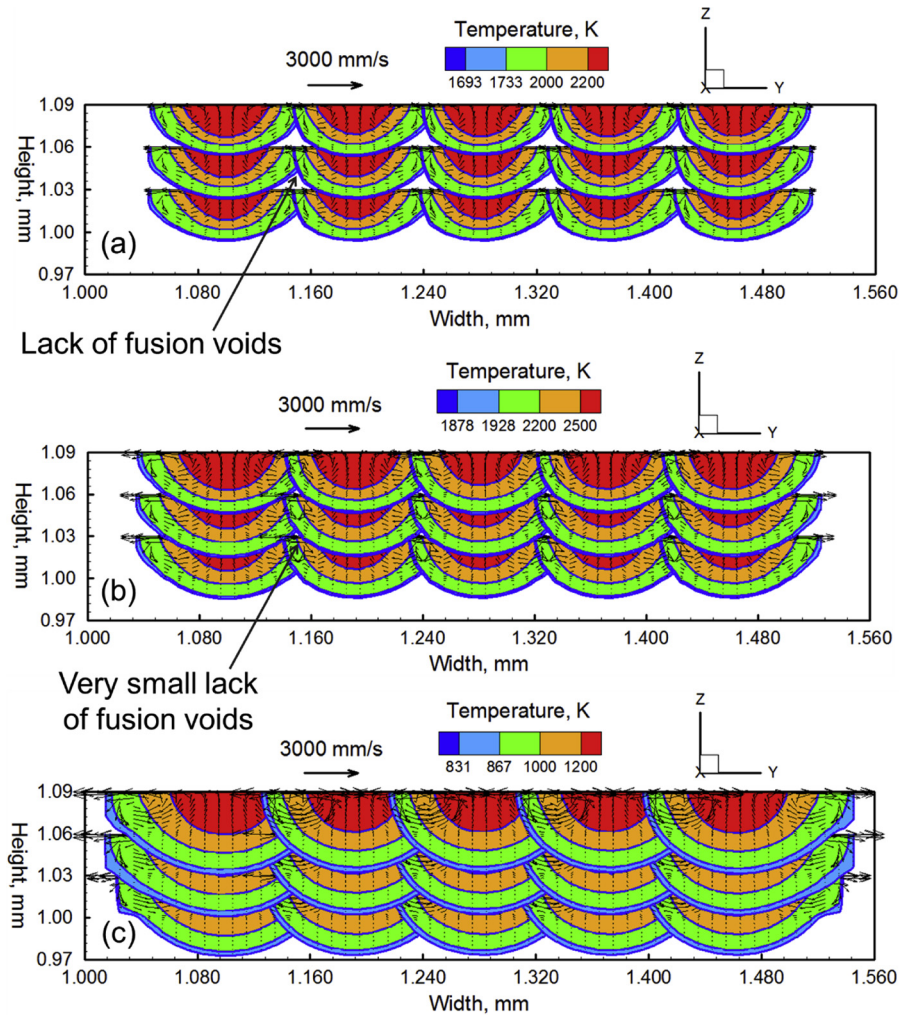 Temperature, K
3000 mm/s
1693 1733 2000 2200
Z
X
Y
1.09
1.06
1.03
1.00
0.97
Height, mm
(a)
1.000 1.080 1.160 1.240 1.320 1.400 1.480 1.560
Width, mm
Lack of fusion voids
Temperature, K
3000 mm/s
1878 1928 2200 2500
Z
X
Y
1.09
1.06
1.03
1.00
0.97
Height, mm
(b)
1.000 1.080 1.160 1.240 1.320 1.400 1.480 1.560
Width, mm
Very small lack
of fusion voids
Temperature, K
3000 mm/s
831 867 1000 1200
Z
X
Y
1.09
1.06
1.03
1.00
0.97
Height, mm
(c)
1.000 1.080 1.160 1.240 1.320 1.400 1.480 1.560
Width, mm